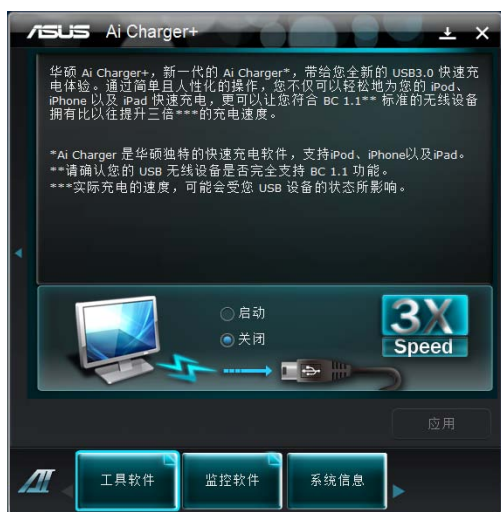 ASUS Ai Charger+
华硕 Ai Charger+，新一代的 Ai Charger*，带给您全新的 USB3.0 快速充
电体验。通过简单且人性化的操作，您不仅可以轻松地为您的 iPod、
iPhone 以及 iPad 快速充电，更可以让您符合 BC 1.1** 标准的无线设备
拥有比以往提升三倍***的充电速度。
*Ai Charger 是华硕独特的快速充电软件，支持iPod、iPhone以及iPad。
**请确认您的 USB 无线设备是否完全支持 BC 1.1 功能。
***实际充电的速度，可能会受您 USB 设备的状态所影响。
启动
关闭
3X
Speed
应用
工具软件
监控软件
系统信息